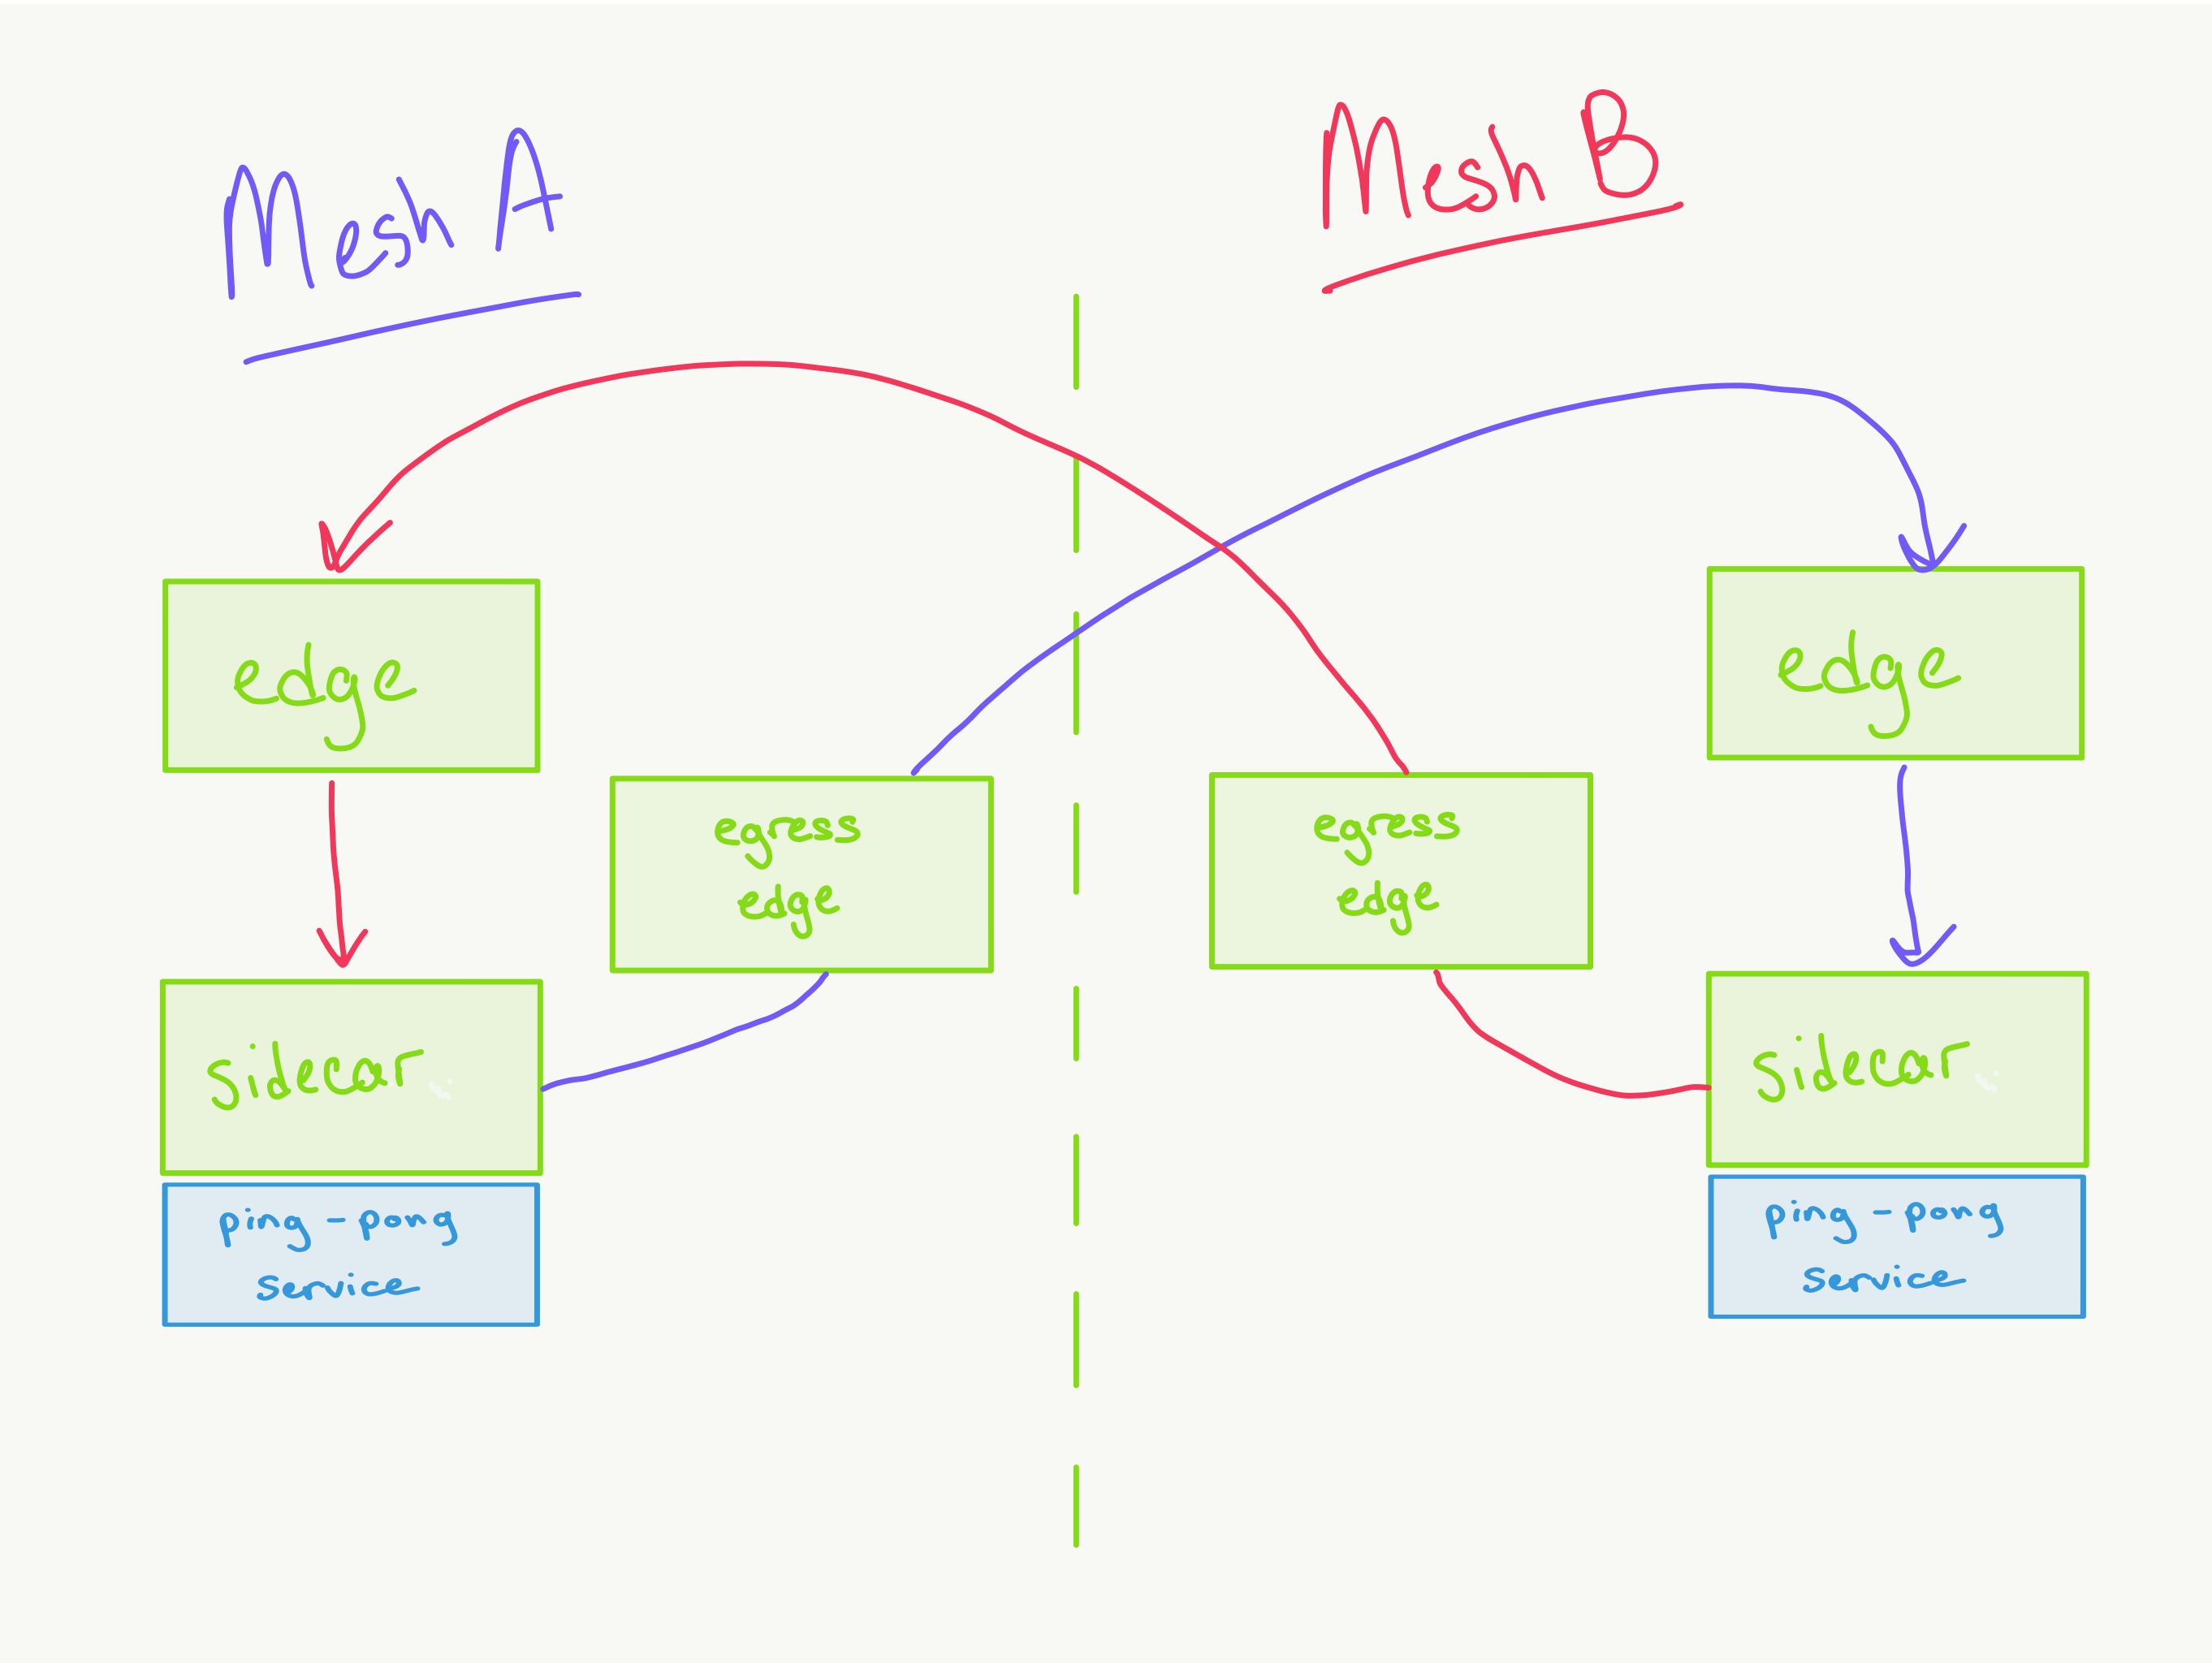 Mesh A
Mesh B
edge
edge
egress
edge
egress
edge
sidecar
sidecar
ping-pong
service
ping-pong
service